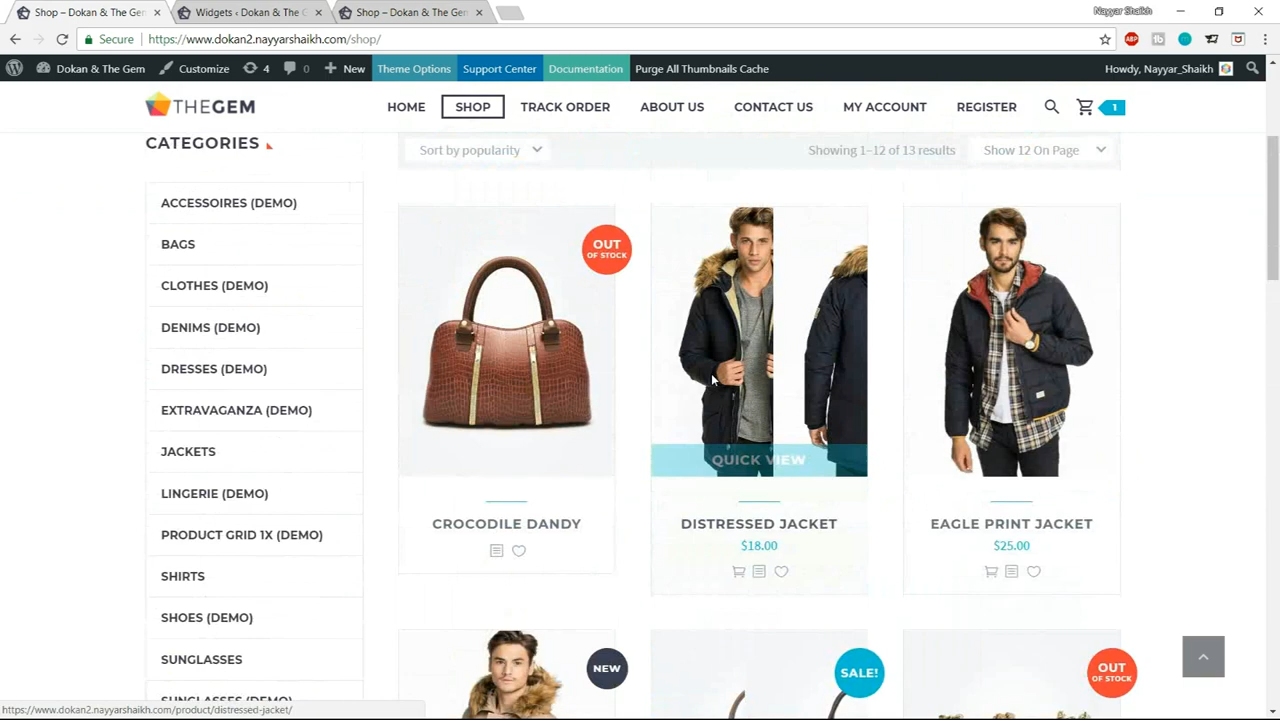 Shop – Dokan & The Gem
Widgets ‹ Dokan & The G
Shop – Dokan & The Gem
Nayyar Shaikh
Secure
https://www.dokan2.nayyarshaikh.com/shop/
ABP
Dokan & The Gem
Customize
4
0
New
Theme Options
Support Center
Documentation
Purge All Thumbnails Cache
Howdy, Nayyar_Shaikh
THEGEM
HOME
SHOP
TRACK ORDER
ABOUT US
CONTACT US
MY ACCOUNT
REGISTER
1
CATEGORIES
Sort by popularity
Showing 1–12 of 13 results
Show 12 On Page
ACCESSOIRES (DEMO)
BAGS
CLOTHES (DEMO)
DENIMS (DEMO)
DRESSES (DEMO)
EXTRAVAGANZA (DEMO)
JACKETS
LINGERIE (DEMO)
PRODUCT GRID 1X (DEMO)
SHIRTS
SHOES (DEMO)
SUNGLASSES
SUNGLASSES (DEMO)
OUT
OF STOCK
CROCODILE DANDY
QUICK VIEW
DISTRESSED JACKET
$18.00
EAGLE PRINT JACKET
$25.00
NEW
SALE!
OUT
OF STOCK
https://www.dokan2.nayyarshaikh.com/product/distressed-jacket/